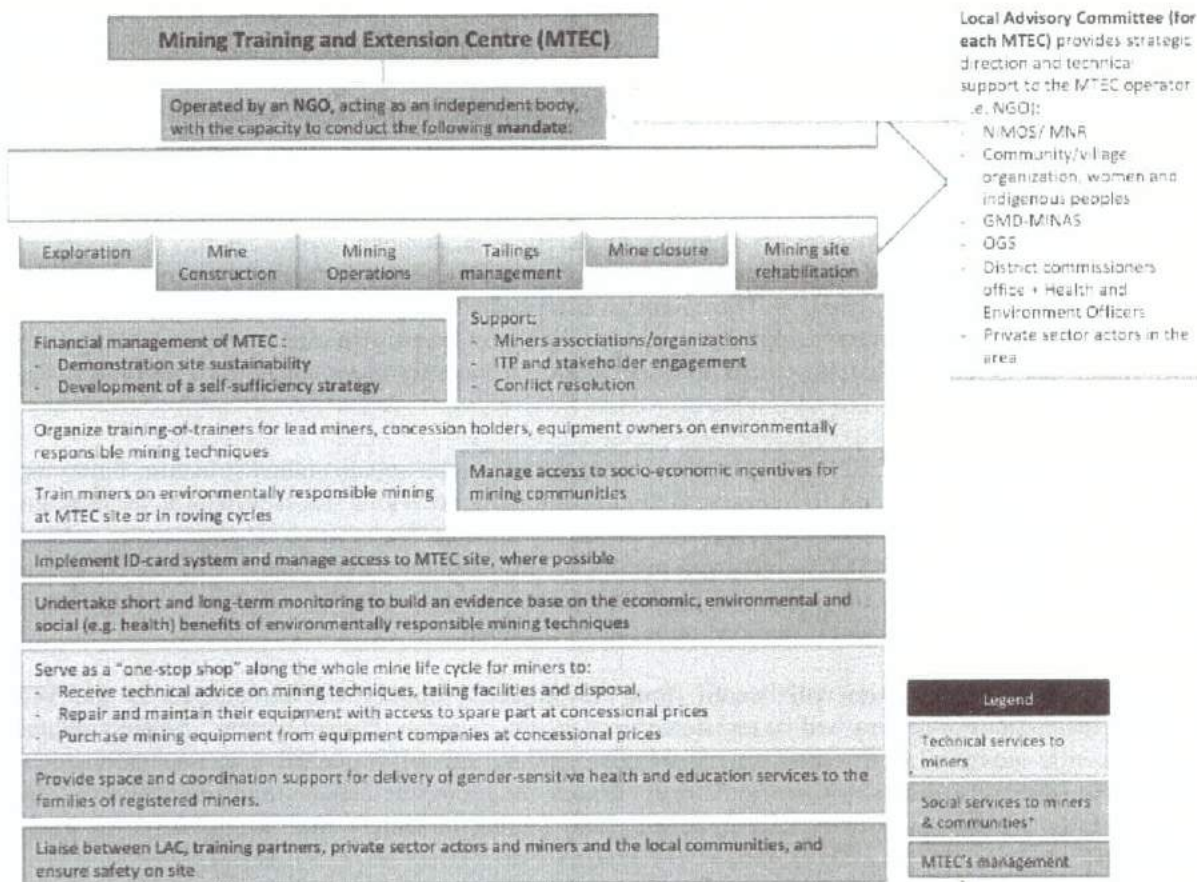 Mining Training and Extension Centre (MTEC)
Operated by an NGO, acting as an independent body,
with the capacity to conduct the following mandate:
Local Advisory Committee (for
each MTEC) provides strategic
direction and technical
support to the MTEC operator
i.e. NGO):
- NIMOS/ MNR
- Community/village
organization, women and
indigenous peoples
- GMD-MINAS
- OGS
- District commissioners
office + Health and
Environment Officers
- Private sector actors in the
area
Exploration
Mine
Construction
Mining
Operations
Tailings
management
Mine closure
Mining site
rehabilitation
Financial management of MTEC :
- Demonstration site sustainability
- Development of a self-sufficiency strategy
Support:
- Miners associations/organizations
- ITP and stakeholder engagement
- Conflict resolution
Organize training-of-trainers for lead miners, concession holders, equipment owners on environmentally
responsible mining techniques
Manage access to socio-economic incentives for
mining communities
Train miners on environmentally responsible mining
at MTEC site or in roving cycles
Implement ID-card system and manage access to MTEC site, where possible
Undertake short and long-term monitoring to build an evidence base on the economic, environmental and
social (e.g. health) benefits of environmentally responsible mining techniques
Serve as a "one-stop shop" along the whole mine life cycle for miners to:
- Receive technical advice on mining techniques, tailing facilities and disposal,
- Repair and maintain their equipment with access to spare part at concessional prices
- Purchase mining equipment from equipment companies at concessional prices
Provide space and coordination support for delivery of gender-sensitive health and education services to the
families of registered miners.
Liaise between LAC, training partners, private sector actors and miners and the local communities, and
ensure safety on site
Legend
Technical services to
miners
Social services to miners
& communities*
MTEC's management